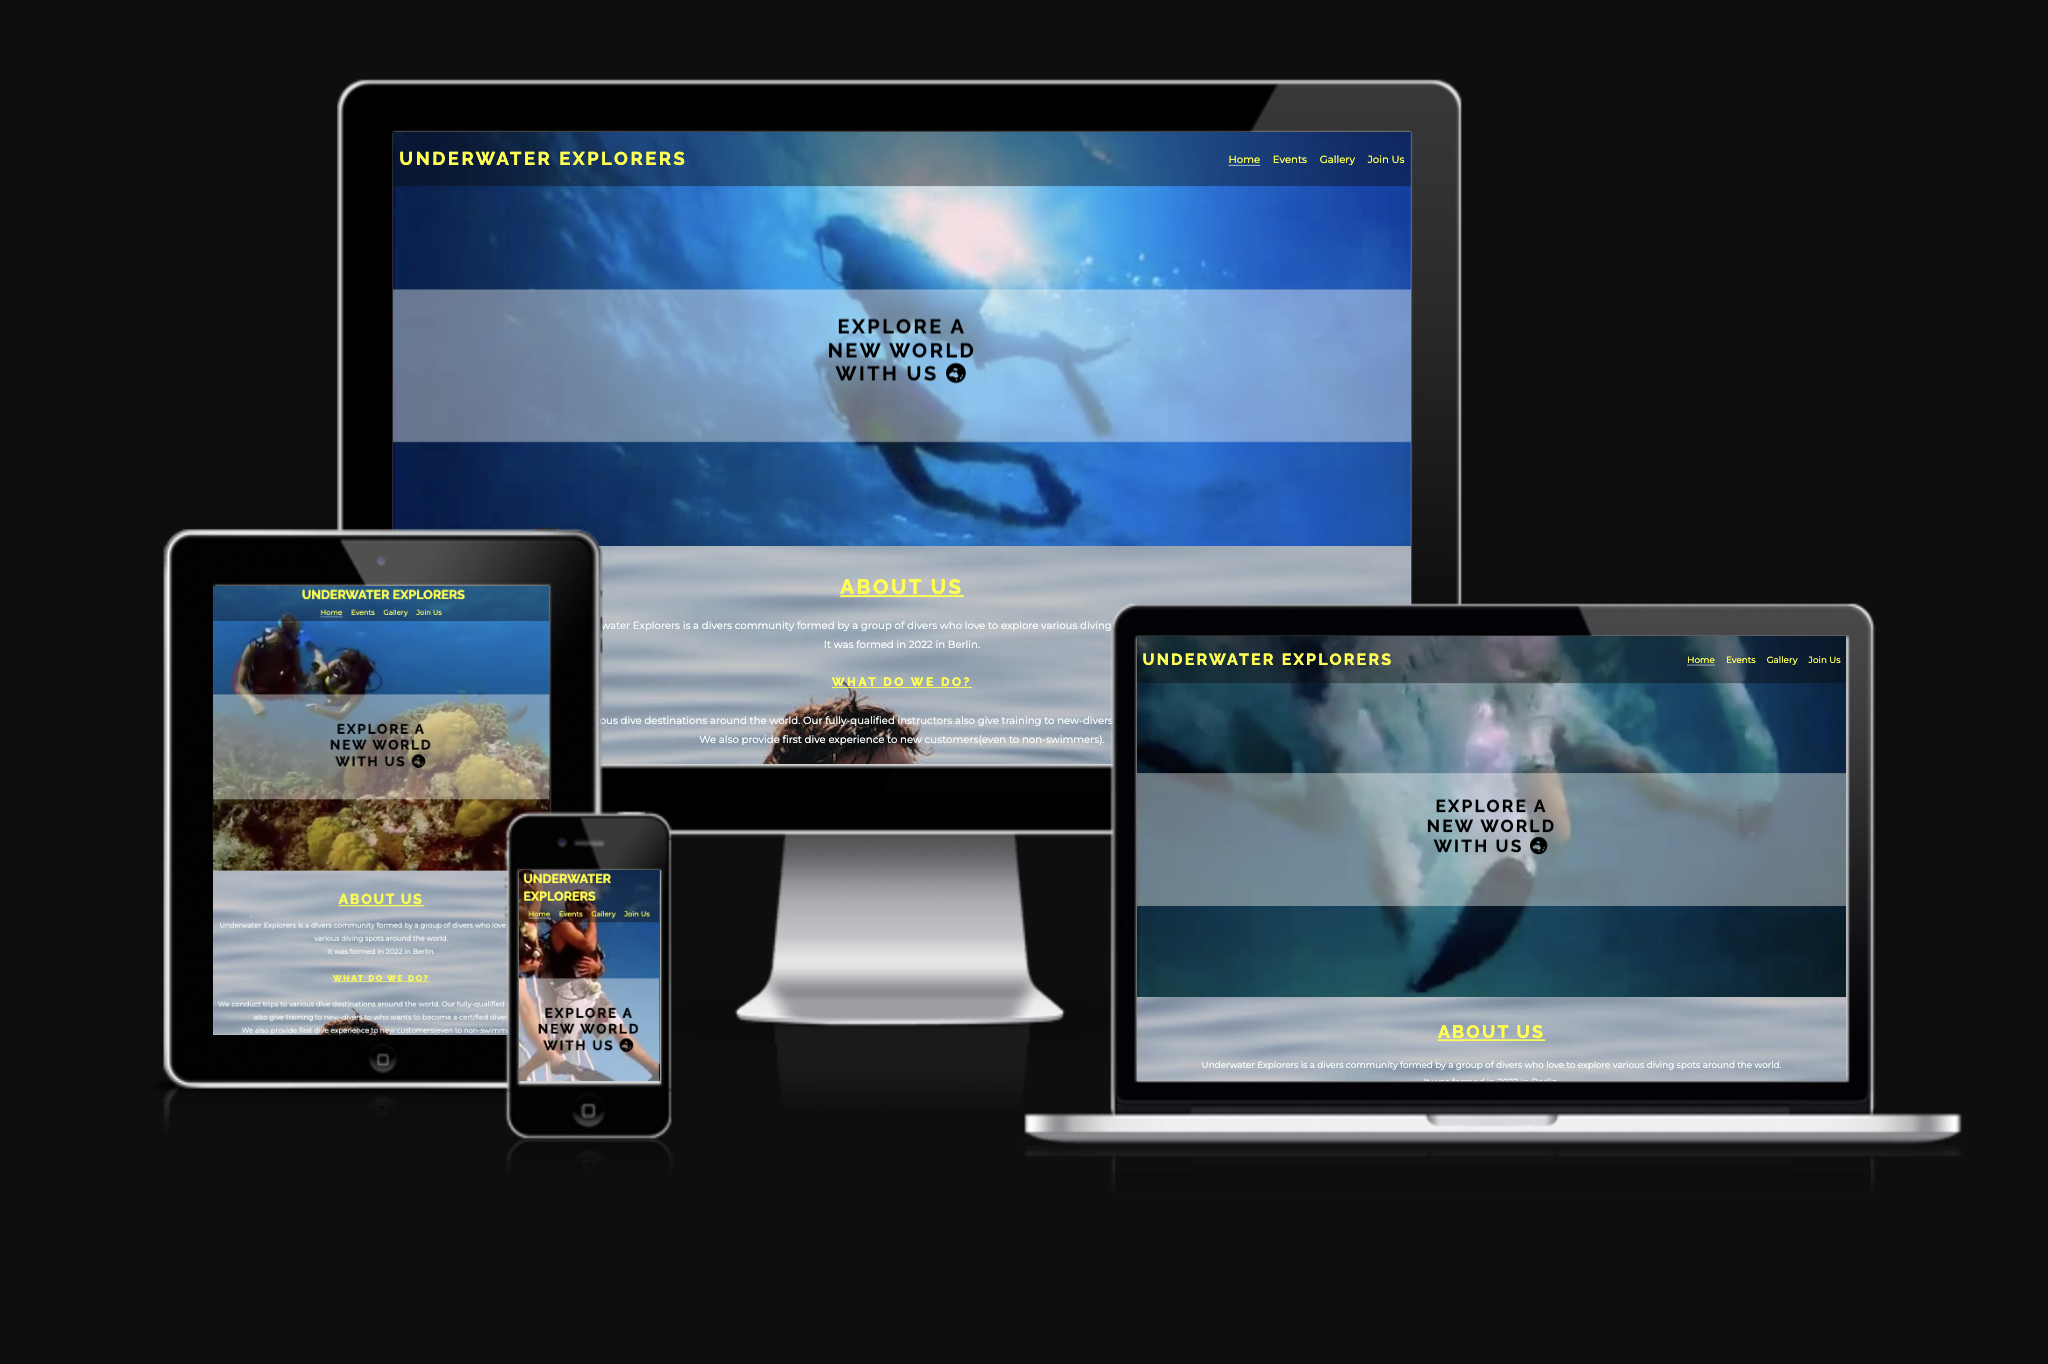 UNDERWATER EXPLORERS
Home Events Gallery Join Us
EXPLORE A
NEW WORLD
WITH US
ABOUT US
water Explorers is a divers community formed by a group of divers who love to explore various diving
It was formed in 2022 in Berlin.
WHAT DO WE DO?
ous dive destinations around the world. Our fully-qualified instructors also give training to new-divers
We also provide first dive experience to new customers(even to non-swimmers).
UNDERWATER EXPLORERS
Home Events Gallery Join Us
EXPLORE A
NEW WORLD
WITH US
ABOUT US
Underwater Explorers is a divers community formed by a group of divers who love
various diving spots around the world.
It was formed in 2022 in Berlin.
WHAT DO WE DO?
We conduct trips to various dive destinations around the world. Our fully-qualified
also give training to new-divers to who wants to become a certified diver
We also provide first dive experience to new customers(even to non-swimm
UNDERWATER
EXPLORERS
Home Events Gallery Join Us
EXPLORE A
NEW WORLD
WITH US
UNDERWATER EXPLORERS
Home Events Gallery Join Us
EXPLORE A
NEW WORLD
WITH US
ABOUT US
Underwater Explorers is a divers community formed by a group of divers who love to explore various diving spots around the world.
It was formed in 2022 in Berlin.